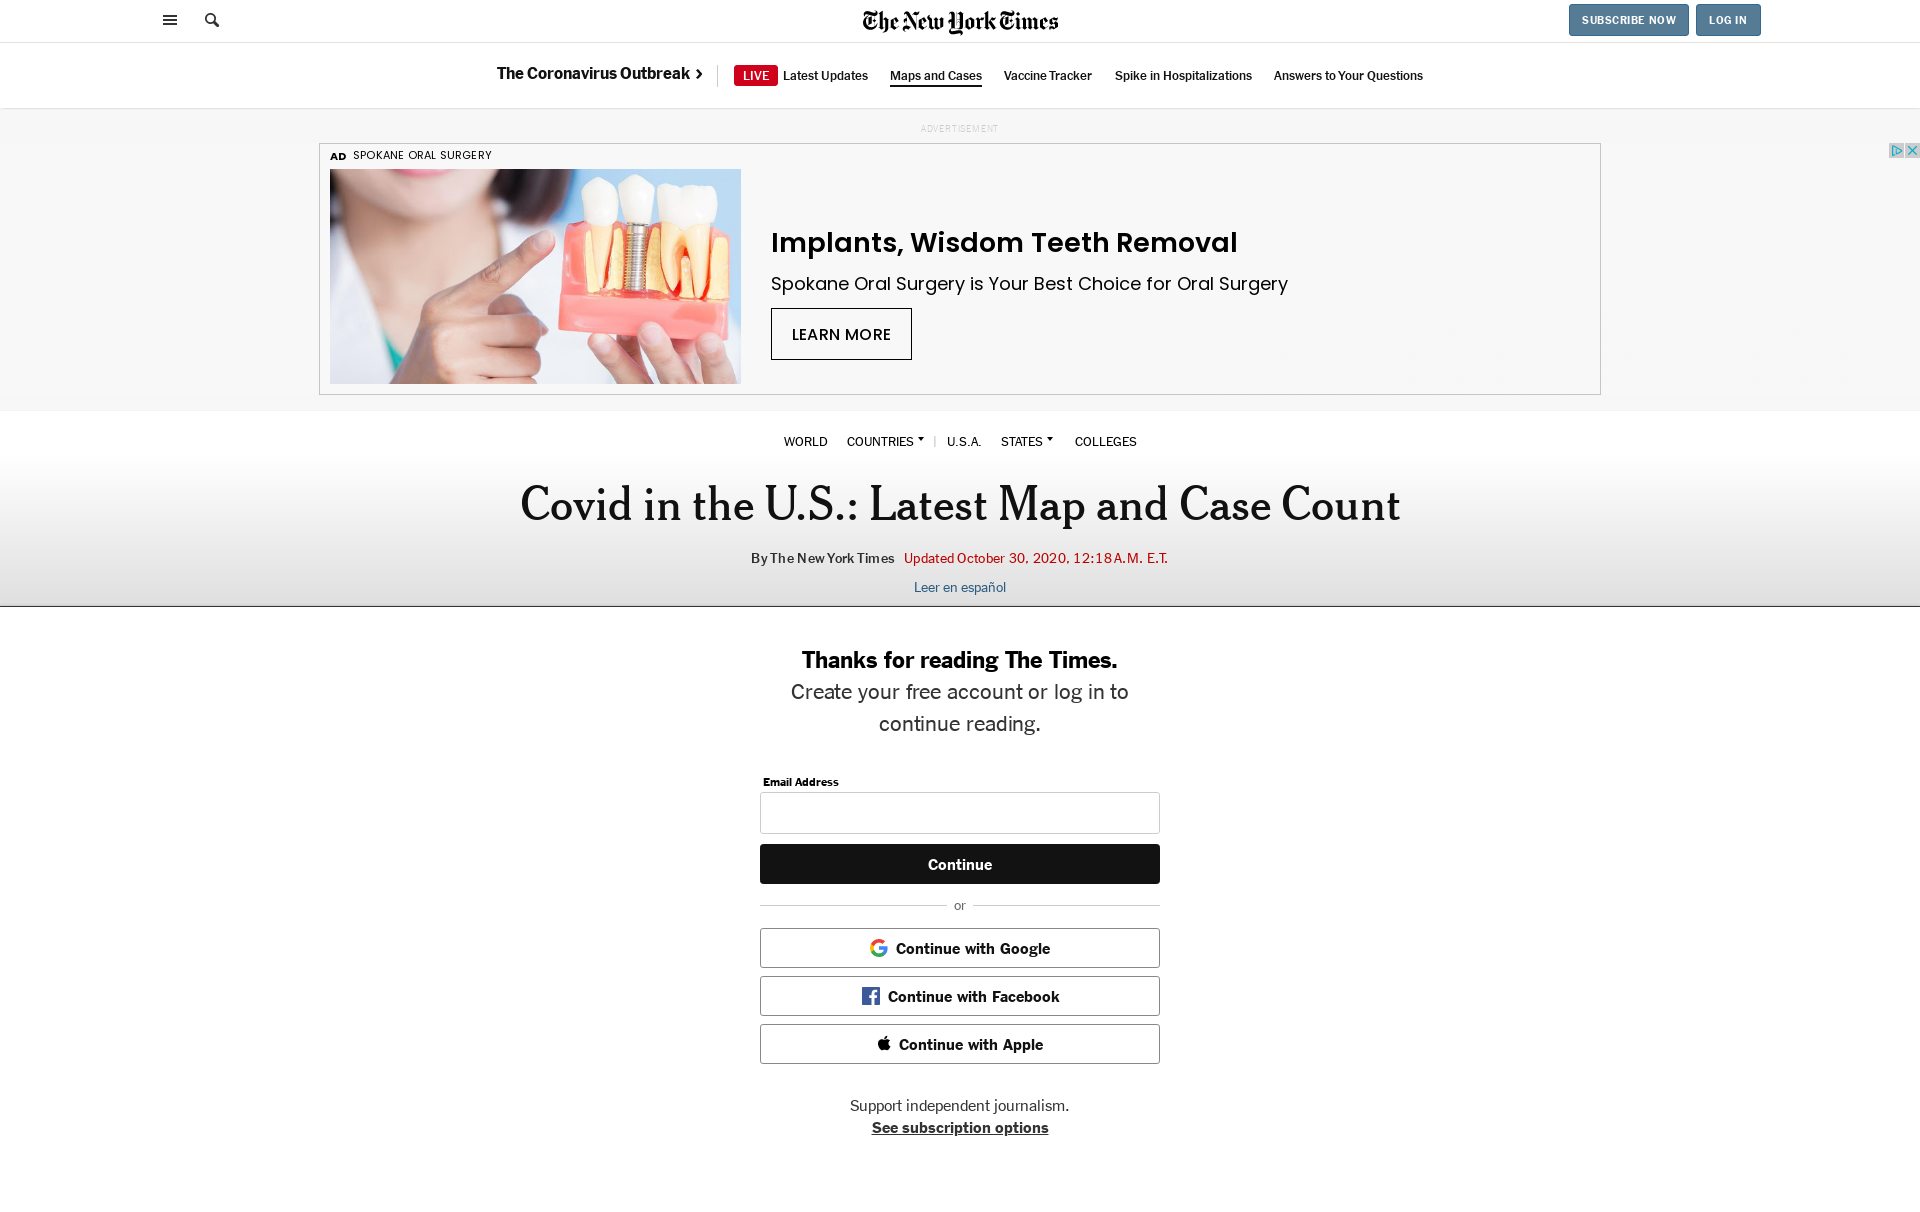 The New York Times
SUBSCRIBE NOW
LOG IN
The Coronavirus Outbreak
LIVE Latest Updates
Maps and Cases
Vaccine Tracker
Spike in Hospitalizations
Answers to Your Questions
ADVERTISEMENT
AD SPOKANE ORAL SURGERY
Implants, Wisdom Teeth Removal
Spokane Oral Surgery is Your Best Choice for Oral Surgery
LEARN MORE
WORLD COUNTRIES | U.S.A. STATES COLLEGES
Covid in the U.S.: Latest Map and Case Count
By The New York Times Updated October 30, 2020, 12:18 A.M. E.T.
Leer en español
Thanks for reading The Times.
Create your free account or log in to
continue reading.
Email Address
Continue
or
Continue with Google
Continue with Facebook
Continue with Apple
Support independent journalism.
See subscription options